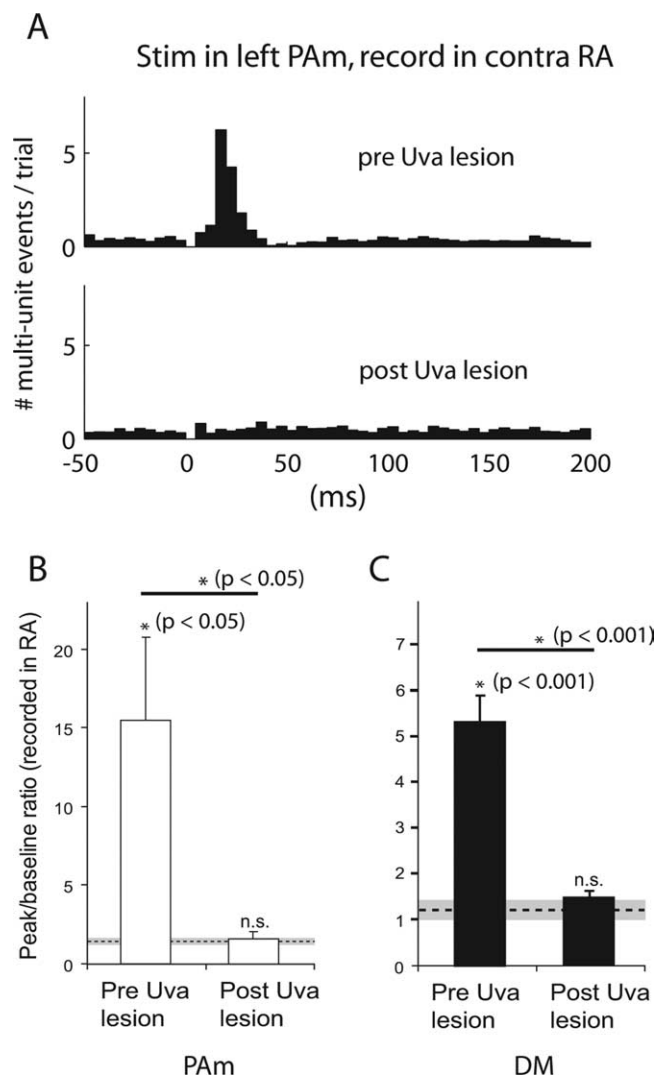 A
Stim in left PAm, record in contra RA
# multi-unit events / trial
5
pre Uva lesion
0
5
post Uva lesion
0
-50 0 50 100 150 200
(ms)
B
* (p < 0.05)
* (p < 0.05)
Peak/baseline ratio (recorded in RA)
20
15
10
5
n.s.
0
Pre Uva Post Uva
lesion lesion
PAm
C
* (p < 0.001)
* (p < 0.001)
7
6
5
4
3
2
n.s.
1
0
Pre Uva Post Uva
lesion lesion
DM